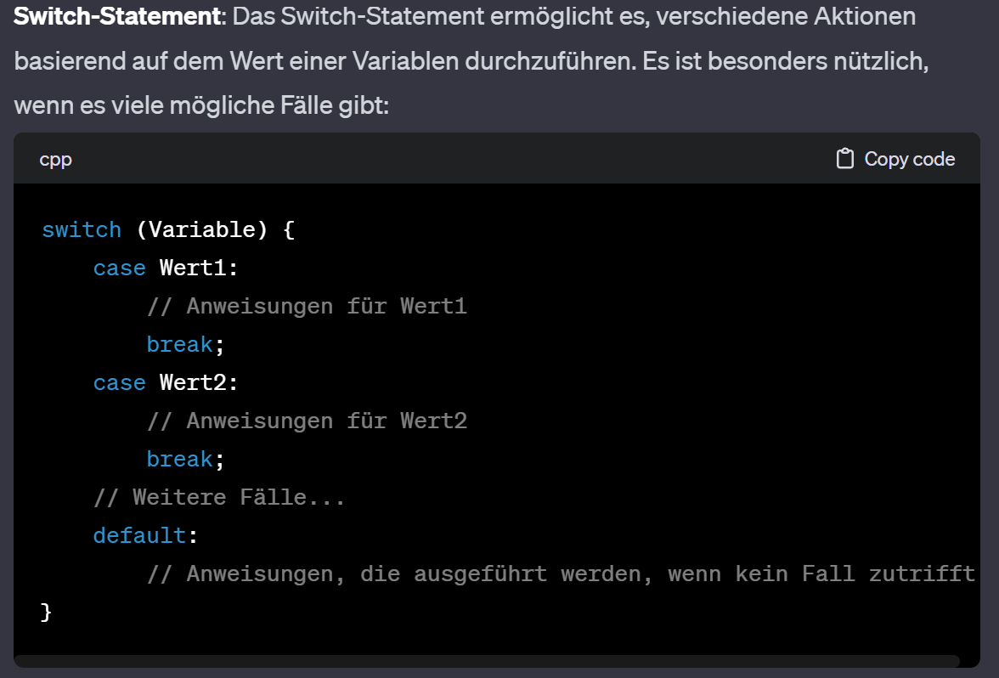 Switch-Statement: Das Switch-Statement ermöglicht es, verschiedene Aktionen
basierend auf dem Wert einer Variablen durchzuführen. Es ist besonders nützlich,
wenn es viele mögliche Fälle gibt:
cpp Copy code
switch (Variable) {
    case Wert1:
        // Anweisungen für Wert1
        break;
    case Wert2:
        // Anweisungen für Wert2
        break;
    // Weitere Fälle...
    default:
        // Anweisungen, die ausgeführt werden, wenn kein Fall zutrifft
}